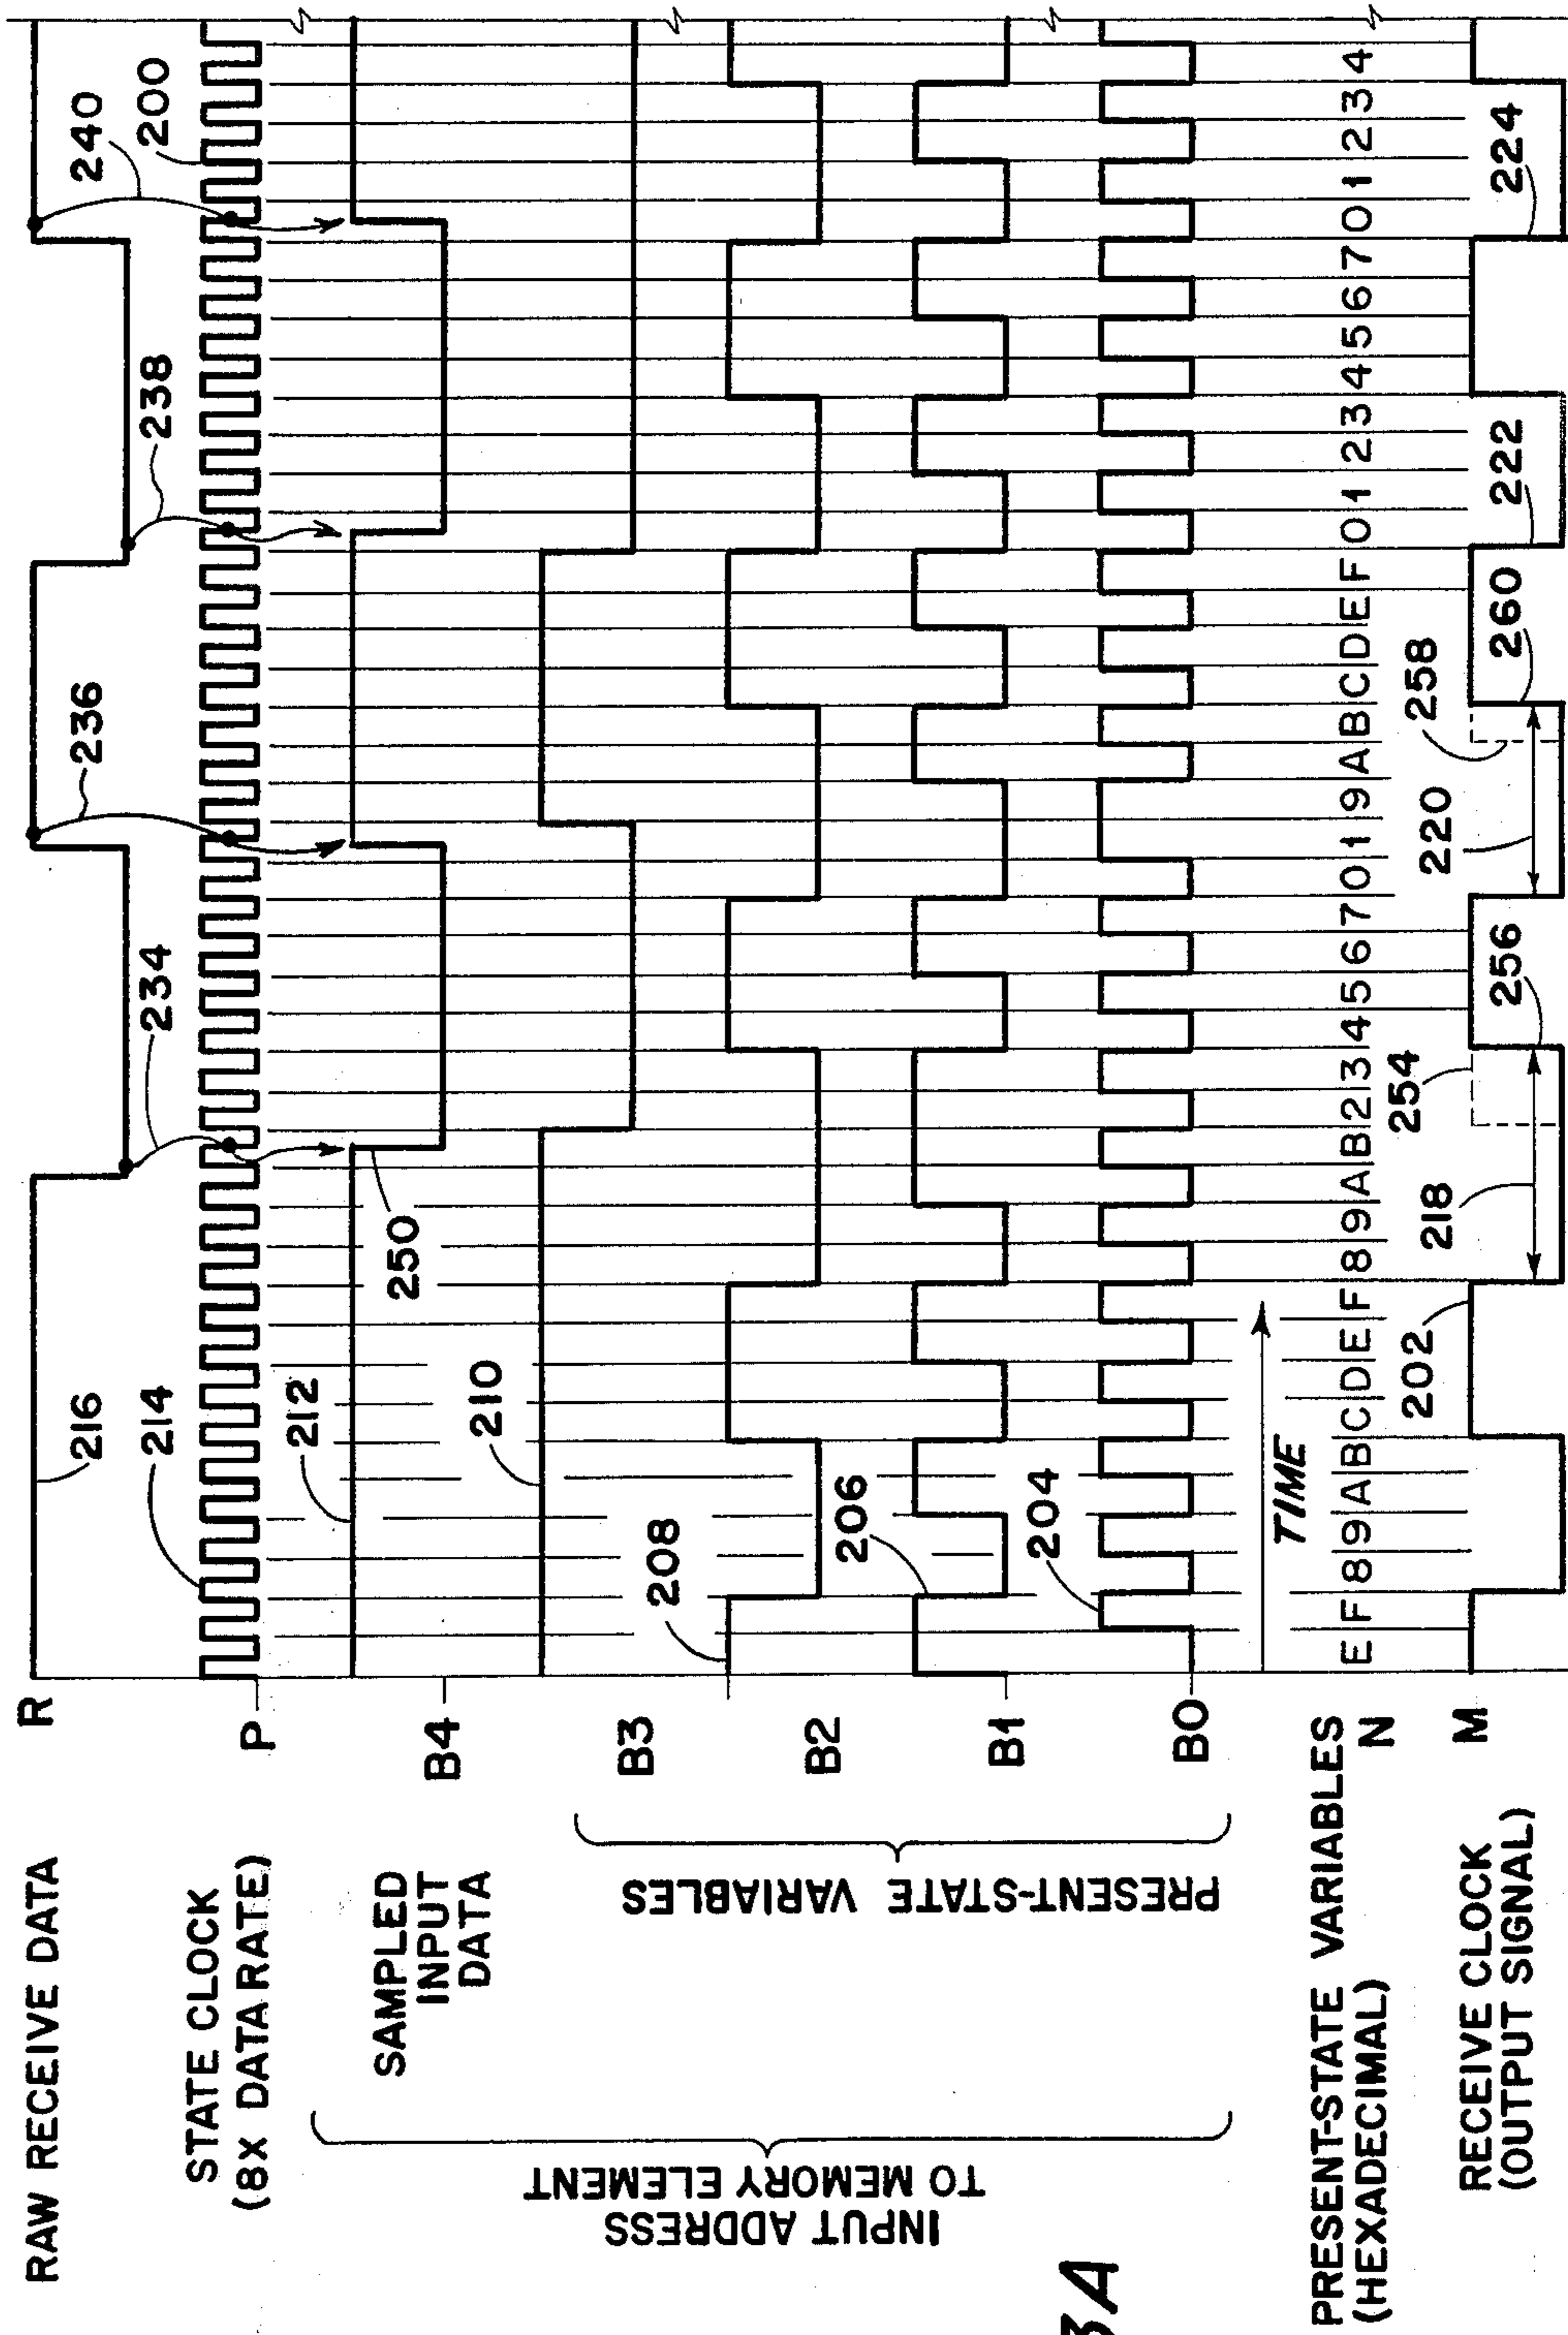 RAW RECEIVE DATA
R
216
234
236
238
240
STATE CLOCK
(8X DATA RATE)
P
214
200
SAMPLED
INPUT
DATA
B4
212
250
B3
210
B2
208
B1
206
B0
204
PRESENT-STATE VARIABLES
INPUT ADDRESS
TO MEMORY ELEMENT
TIME
PRESENT-STATE VARIABLES
(HEXADECIMAL)
N
E F 8 9 A B C D E F 8 9 A B 2 3 4 5 6 7 0 1 9 A B C D E F 0 1 2 3 4 5 6 7 0 1 2 3 4
RECEIVE CLOCK
(OUTPUT SIGNAL)
M
202
218
254
256
220
258
260
222
224
3A